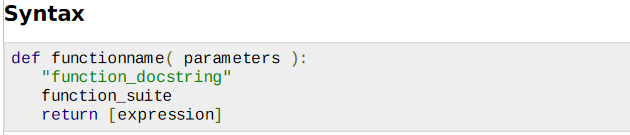 Syntax
def functionname( parameters ):
   "function_docstring"
   function_suite
   return [expression]